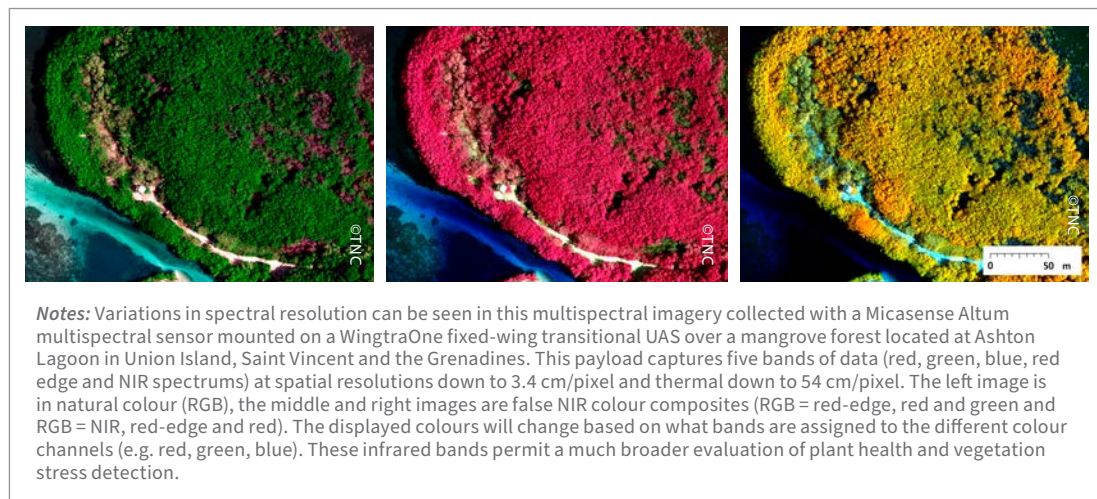 ©TNC
©TNC
©TNC
0 50 m
Notes: Variations in spectral resolution can be seen in this multispectral imagery collected with a Micasense Altum
multispectral sensor mounted on a WingtraOne fixed-wing transitional UAS over a mangrove forest located at Ashton
Lagoon in Union Island, Saint Vincent and the Grenadines. This payload captures five bands of data (red, green, blue, red
edge and NIR spectrums) at spatial resolutions down to 3.4 cm/pixel and thermal down to 54 cm/pixel. The left image is
in natural colour (RGB), the middle and right images are false NIR colour composites (RGB = red-edge, red and green and
RGB = NIR, red-edge and red). The displayed colours will change based on what bands are assigned to the different colour
channels (e.g. red, green, blue). These infrared bands permit a much broader evaluation of plant health and vegetation
stress detection.